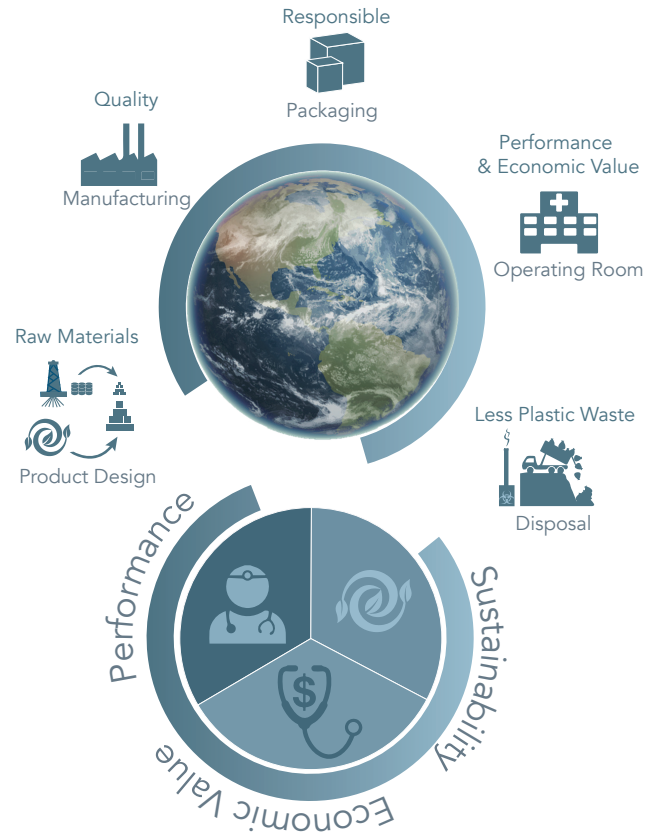 Responsible
Packaging
Quality
Manufacturing
Performance
& Economic Value
Operating Room
Raw Materials
Product Design
Less Plastic Waste
Disposal
Performance
Sustainability
Economic Value
$